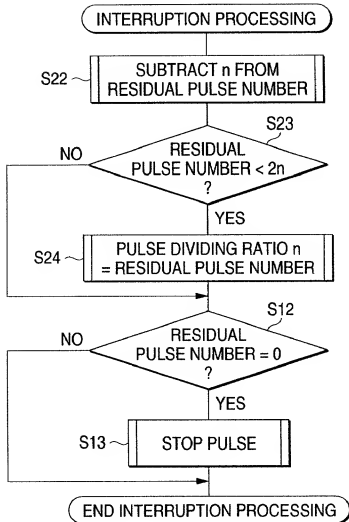 INTERRUPTION PROCESSING
S22
SUBTRACT n FROM
RESIDUAL PULSE NUMBER
S23
NO
RESIDUAL
PULSE NUMBER < 2n
?
YES
S24
PULSE DIVIDING RATIO n
= RESIDUAL PULSE NUMBER
S12
NO
RESIDUAL
PULSE NUMBER = 0
?
YES
S13
STOP PULSE
END INTERRUPTION PROCESSING